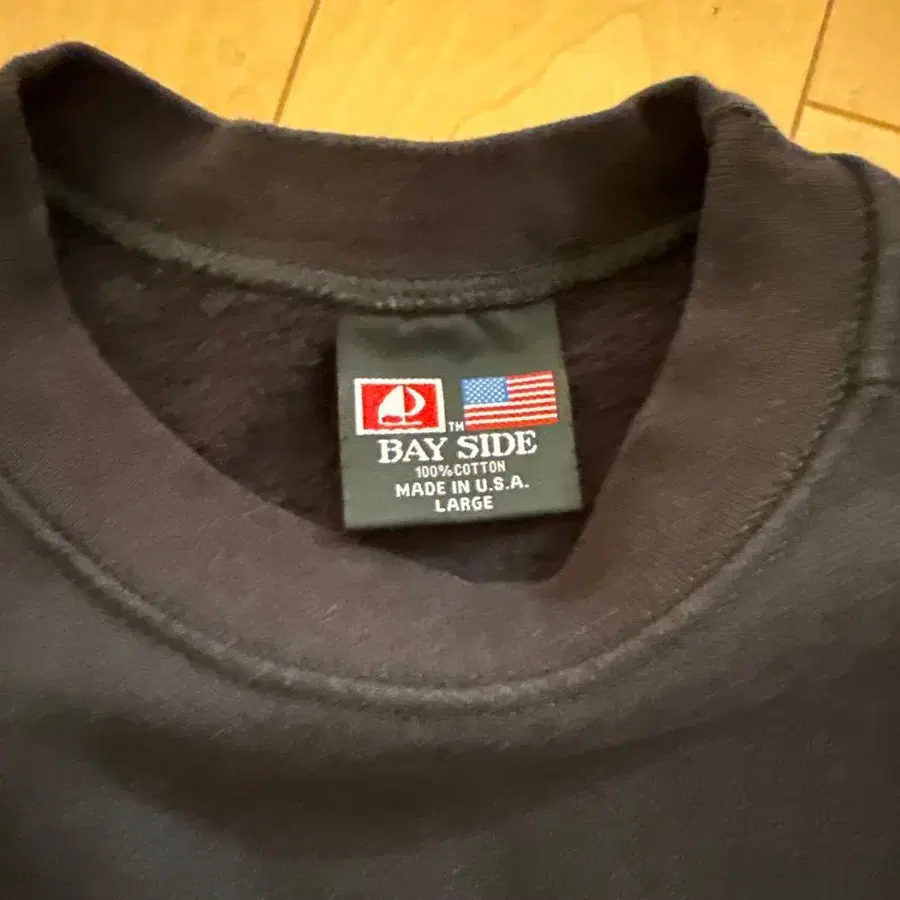 TM
BAY SIDE
100% COTTON
MADE IN U.S.A.
LARGE